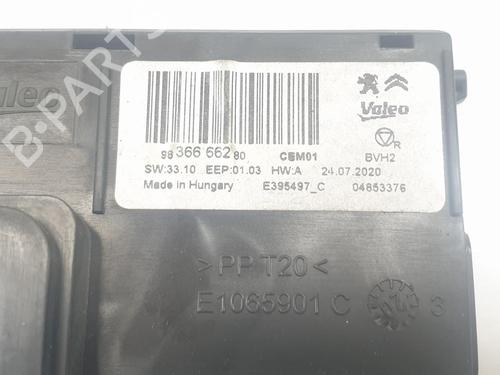 Valeo
Valeo
98 366 662 80 CEM01
R
BVH2
SW:33.10 EEP:01.03 HW:A 24.07.2020
Made in Hungary E395497_C 04853376
>PP T20<
E1065901 C 3
B-PARTS